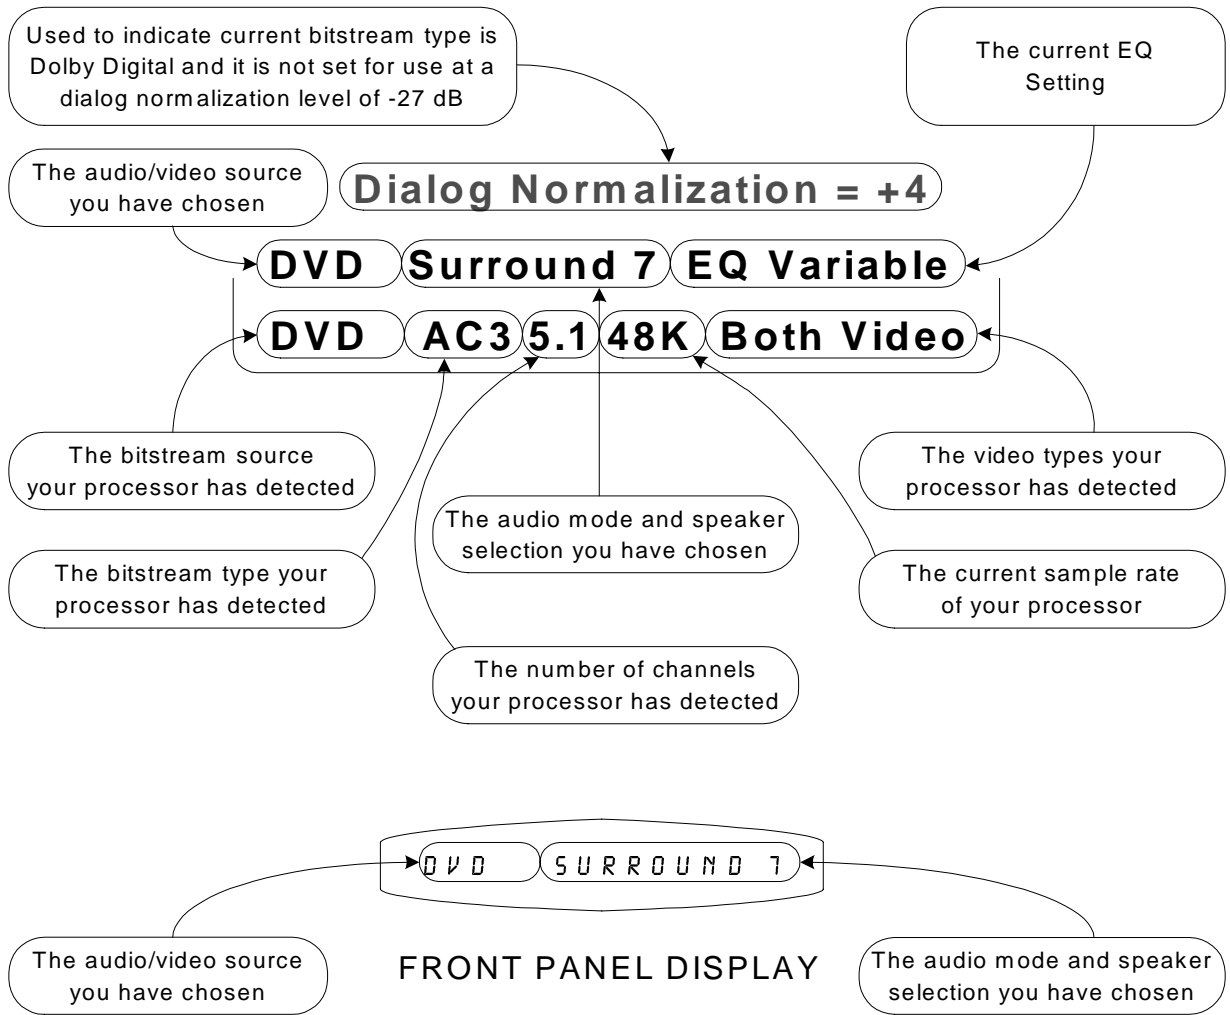 Used to indicate current bitstream type is
Dolby Digital and it is not set for use at a
dialog normalization level of -27 dB
The current EQ
Setting
The audio/video source
you have chosen
Dialog Normalization = +4
DVD Surround 7 EQ Variable
DVD AC3 5.1 48K Both Video
The bitstream source
your processor has detected
The video types your
processor has detected
The audio mode and speaker
selection you have chosen
The bitstream type your
processor has detected
The current sample rate
of your processor
The number of channels
your processor has detected
DVD SURROUND 7
The audio/video source
you have chosen
FRONT PANEL DISPLAY
The audio mode and speaker
selection you have chosen